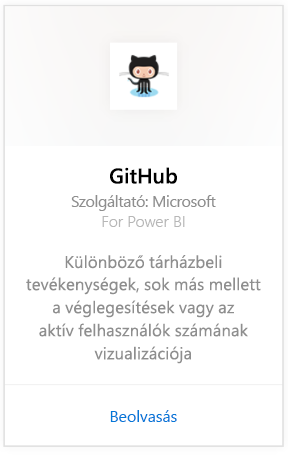 GitHub
Szolgáltató: Microsoft
For Power BI
Különböző tárházbeli
tevékenységek, sok más mellett
a véglegesítések vagy az
aktív felhasználók számának
vizualizációja
Beolvasás